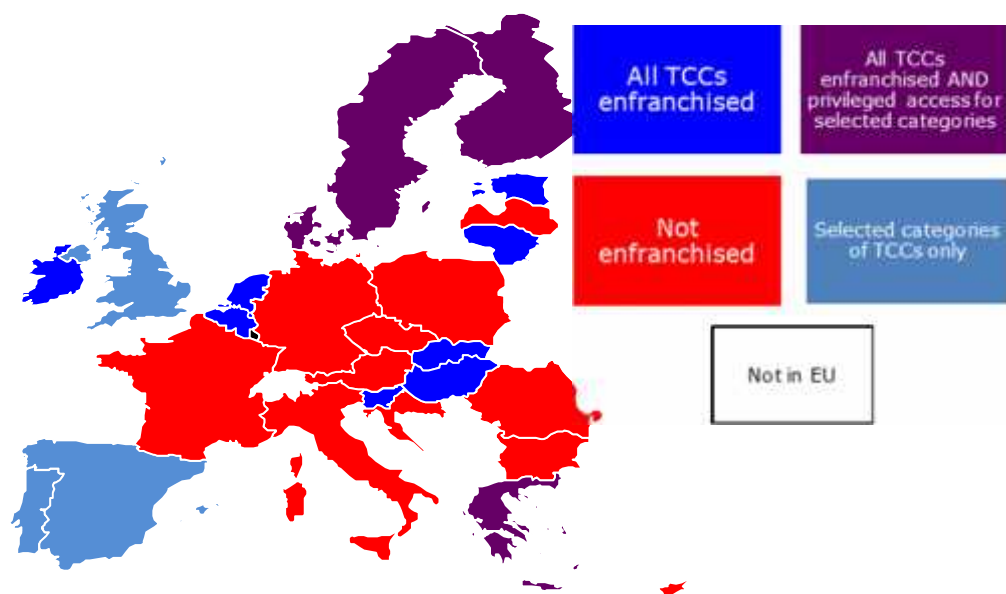 All TCCs
enfranchised
All TCCs
enfranchised AND
privileged access for
selected categories
Not
enfranchised
Selected categories
of TCCs only
Not in EU